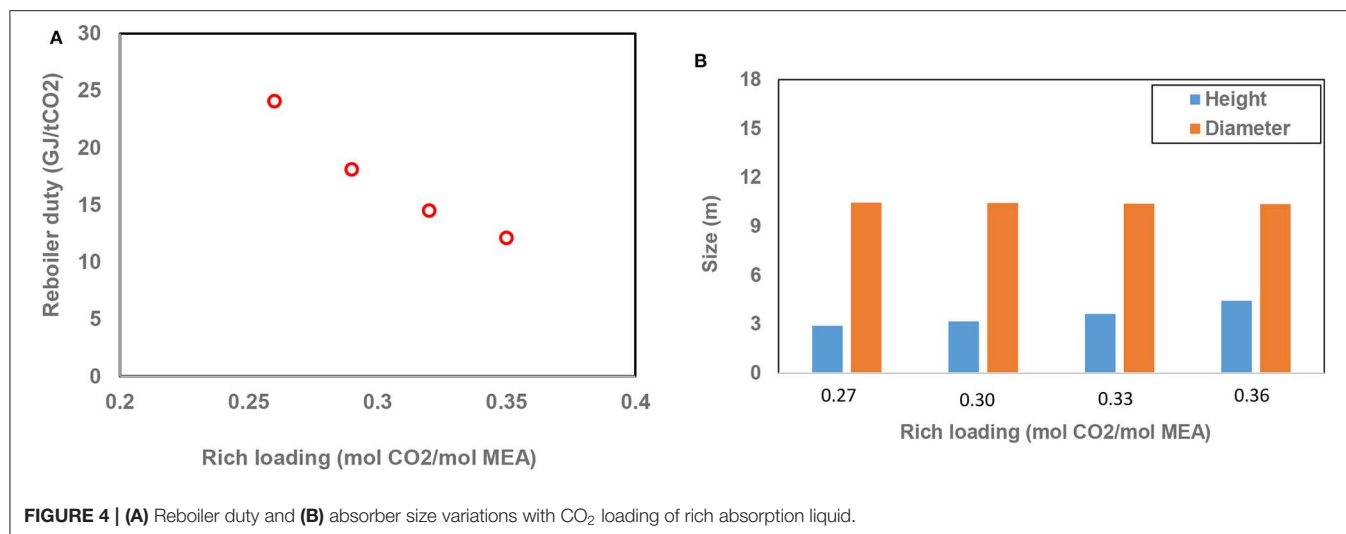 A
30
25
20
15
10
5
0
Reboiler duty (GJ/tCO2)
0.2 0.25 0.3 0.35 0.4
Rich loading (mol CO2/mol MEA)
B
18
15
12
9
6
3
0
Size (m)
Height
Diameter
0.27 0.30 0.33 0.36
Rich loading (mol CO2/mol MEA)
FIGURE 4 | (A) Reboiler duty and (B) absorber size variations with CO₂ loading of rich absorption liquid.